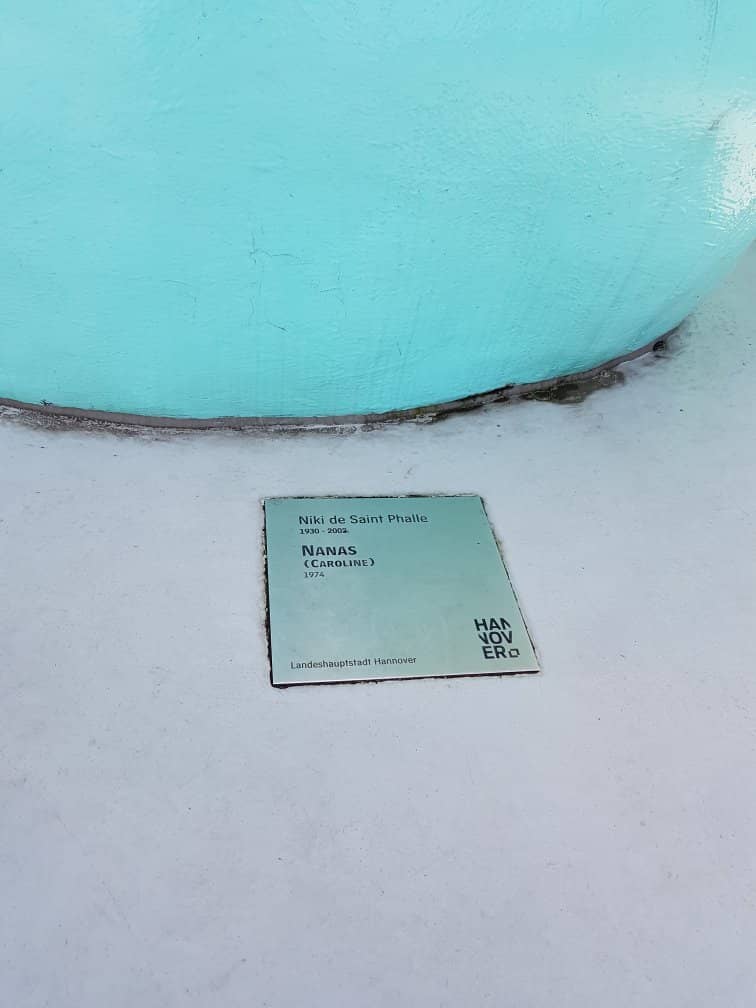 Niki de Saint Phalle
1930 - 2002
NANAS
(CAROLINE)
1974
HAN
NOV
ER
Landeshauptstadt Hannover